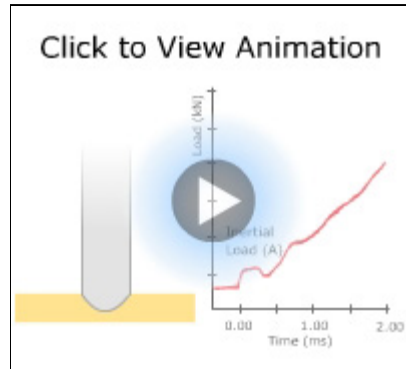 Click to View Animation
Load (kN)
Inertial
Load (A)
0.00 1.00 2.00
Time (ms)